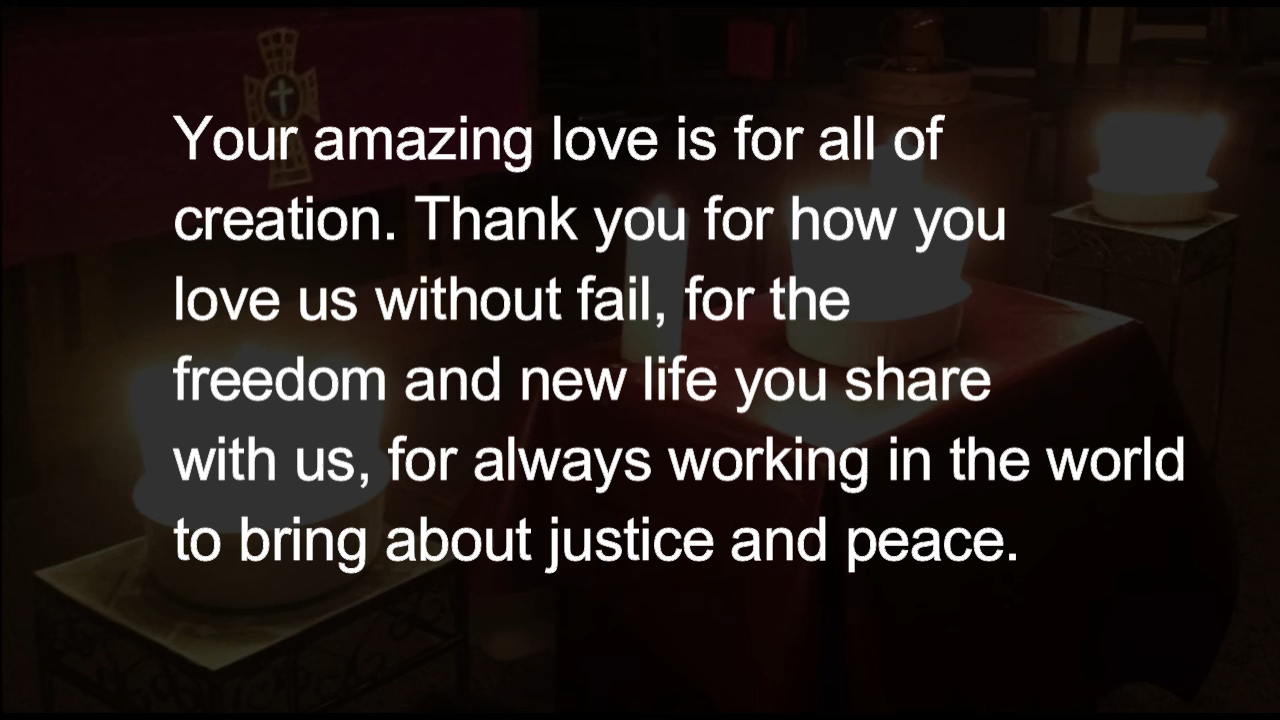 Your amazing love is for all of
creation. Thank you for how you
love us without fail, for the
freedom and new life you share
with us, for always working in the world
to bring about justice and peace.